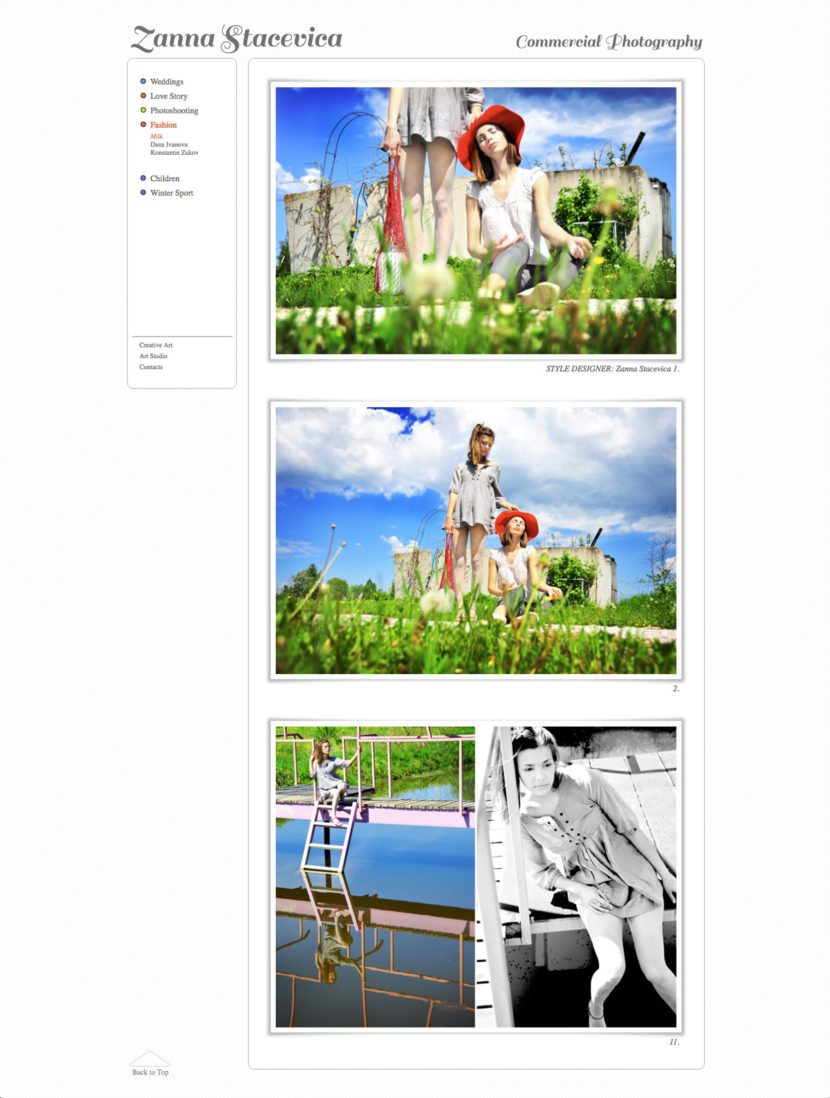 Zanna Stacevica
Commercial Photography
Weddings
Love Story
Photoshooting
Fashion
Milk
Dana Ivanova
Konstantis Zukov
Children
Winter Sport
Creative Art
Art Studio
Contacts
STYLE DESIGNER: Zanna Stacevica 1.
2.
11.
Back to Top